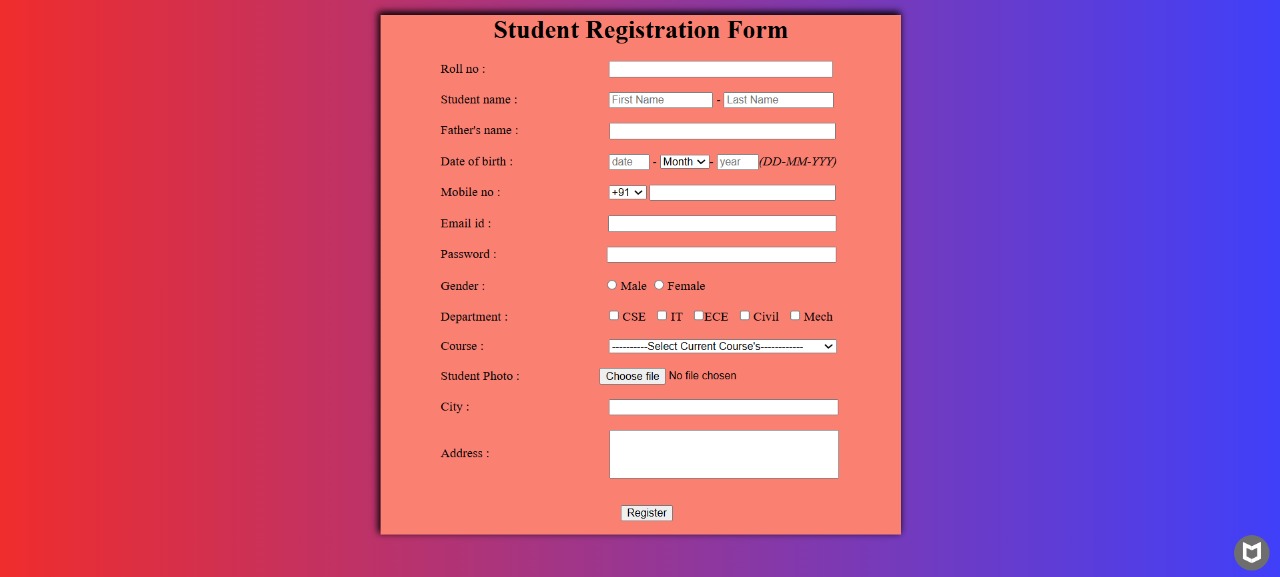 Student Registration Form
Roll no :
Student name : First Name - Last Name
Father's name :
Date of birth : date - Month - year (DD-MM-YYY)
Mobile no : +91
Email id :
Password :
Gender : Male Female
Department : CSE IT ECE Civil Mech
Course : ----------Select Current Course's------------
Student Photo : Choose file No file chosen
City :
Address :
Register